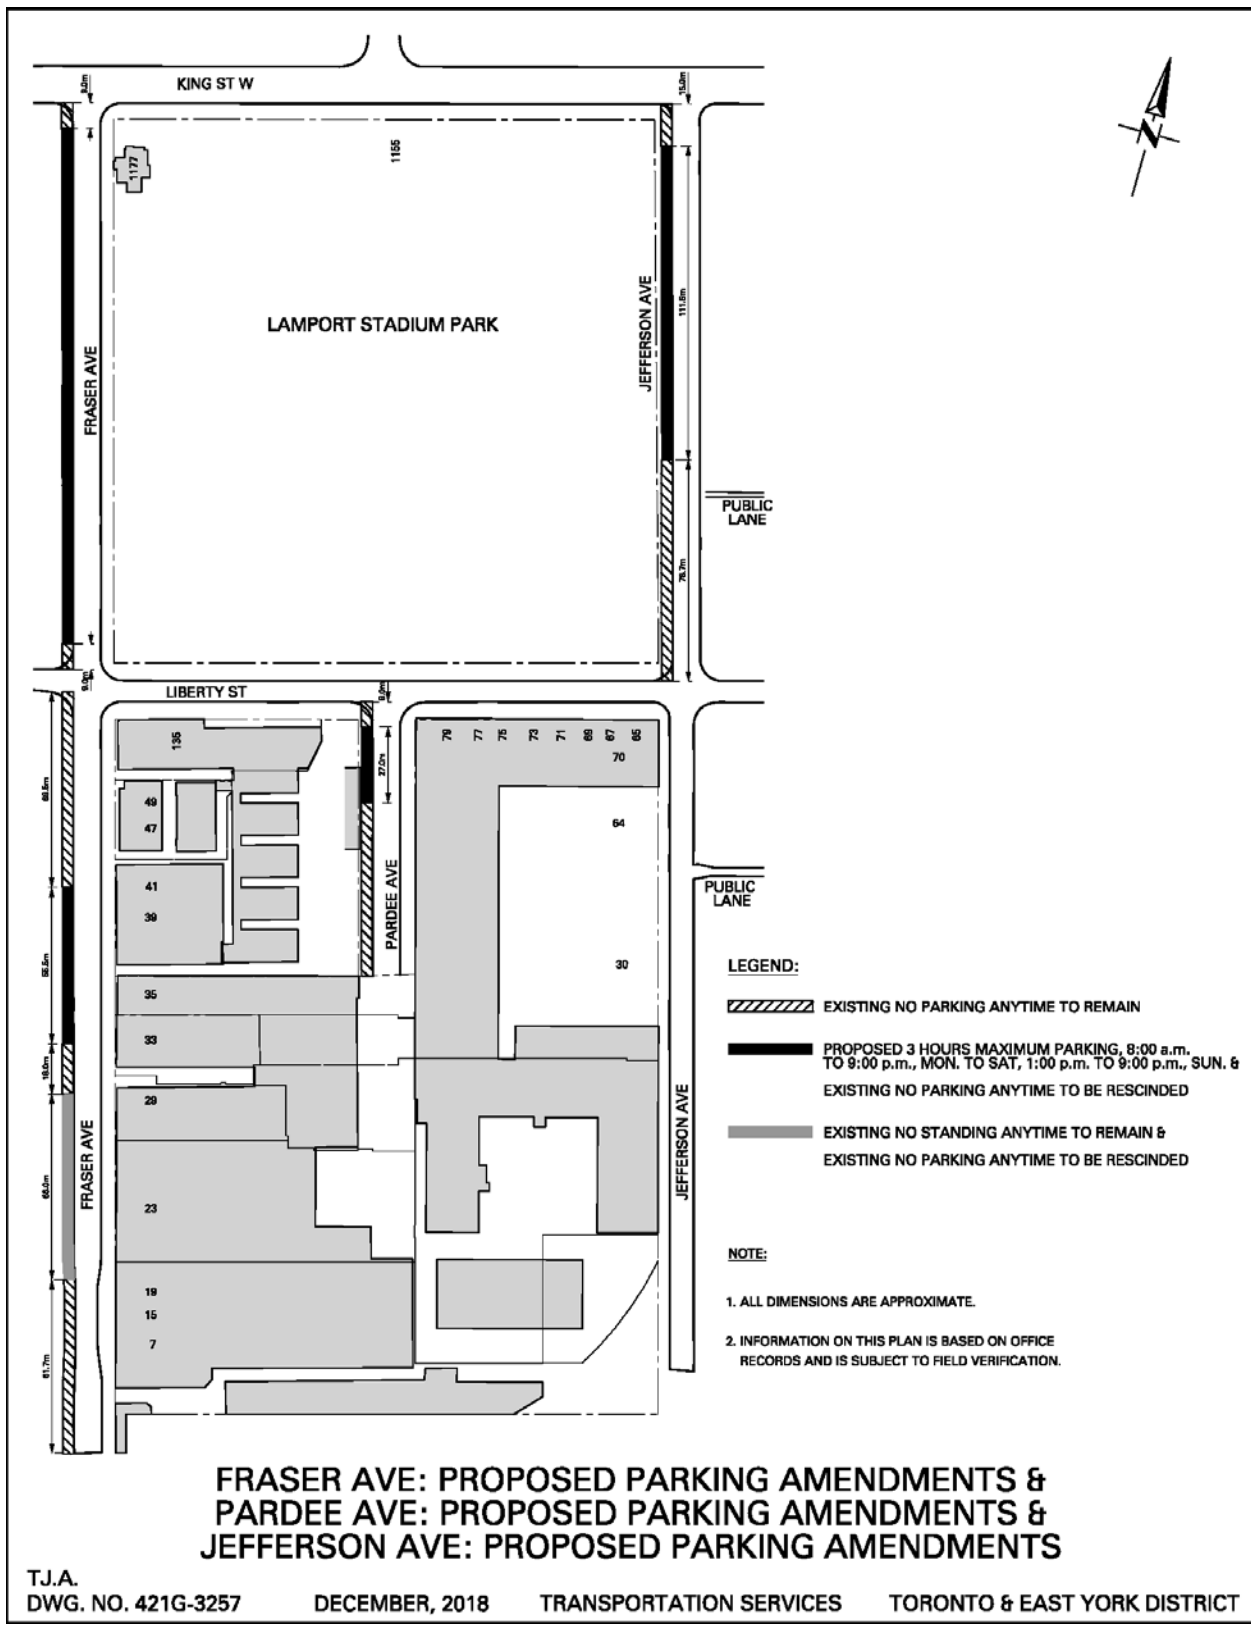 KING ST W
9.0m
15.0m
1177
1155
N
LAMPORT STADIUM PARK
FRASER AVE
JEFFERSON AVE
111.8m
PUBLIC
LANE
78.7m
9.0m
LIBERTY ST
9.0m
135
27.0m
79
77
75
73
71
69
67
65
70
49
47
64
PARDEE AVE
41
39
PUBLIC
LANE
55.5m
30
35
33
18.0m
29
FRASER AVE
JEFFERSON AVE
23
19
15
7
61.7m
LEGEND:
EXISTING NO PARKING ANYTIME TO REMAIN
PROPOSED 3 HOURS MAXIMUM PARKING, 8:00 a.m.
TO 9:00 p.m., MON. TO SAT, 1:00 p.m. TO 9:00 p.m., SUN. &
EXISTING NO PARKING ANYTIME TO BE RESCINDED
EXISTING NO STANDING ANYTIME TO REMAIN &
EXISTING NO PARKING ANYTIME TO BE RESCINDED
NOTE:
1. ALL DIMENSIONS ARE APPROXIMATE.
2. INFORMATION ON THIS PLAN IS BASED ON OFFICE
RECORDS AND IS SUBJECT TO FIELD VERIFICATION.
FRASER AVE: PROPOSED PARKING AMENDMENTS &
PARDEE AVE: PROPOSED PARKING AMENDMENTS &
JEFFERSON AVE: PROPOSED PARKING AMENDMENTS
T.J.A.
DWG. NO. 421G-3257 DECEMBER, 2018 TRANSPORTATION SERVICES TORONTO & EAST YORK DISTRICT